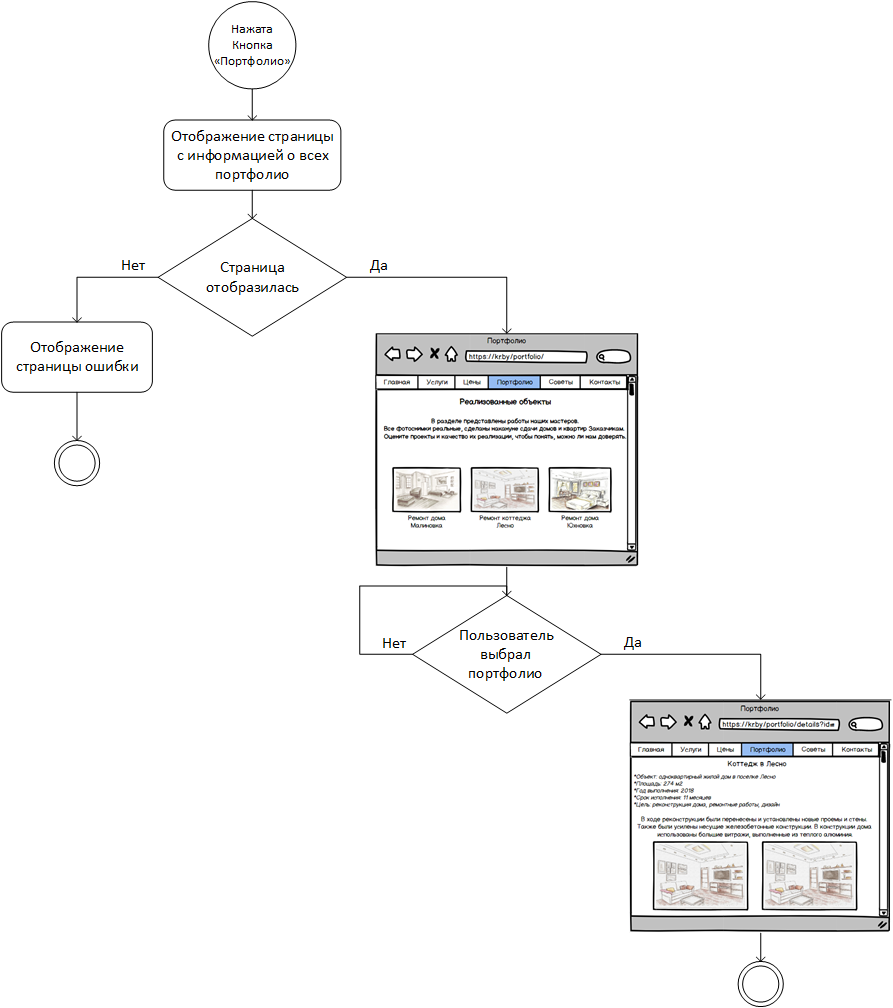 Нажата
Кнопка
«Портфолио»
Отображение страницы
с информацией о всех
портфолио
Страница
отобразилась
Нет
Да
Отображение
страницы ошибки
Портфолио
https://krby/portfolio/
Главная Услуги Цены Портфолио Советы Контакты
Реализованные объекты
В разделе представлены работы наших мастеров.
Все фотоснимки реальные, сделаны накануне сдачи домов и квартир Заказчикам.
Оцените проекты и качество их реализации, чтобы понять, можно ли нам доверять.
Ремонт дома
Малиновка
Ремонт коттеджа
Лесно
Ремонт дома
Юхновка
Пользователь
выбрал
портфолио
Нет
Да
Портфолио
https://krby/portfolio/details?id=
Главная Услуги Цены Портфолио Советы Контакты
Коттедж в Лесно
*Объект: одноквартирный жилой дом в поселке Лесно
*Площадь: 274 м2
*Год выполнения: 2018
*Срок исполнения: 11 месяцев
*Цель: реконструкция дома, ремонтные работы, дизайн
В ходе реконструкции были перенесены и установлены новые проемы и стены.
Также были усилены несущие железобетонные конструкции. В конструкции дома
использованы большие витражи, выполненные из теплого алюминия.